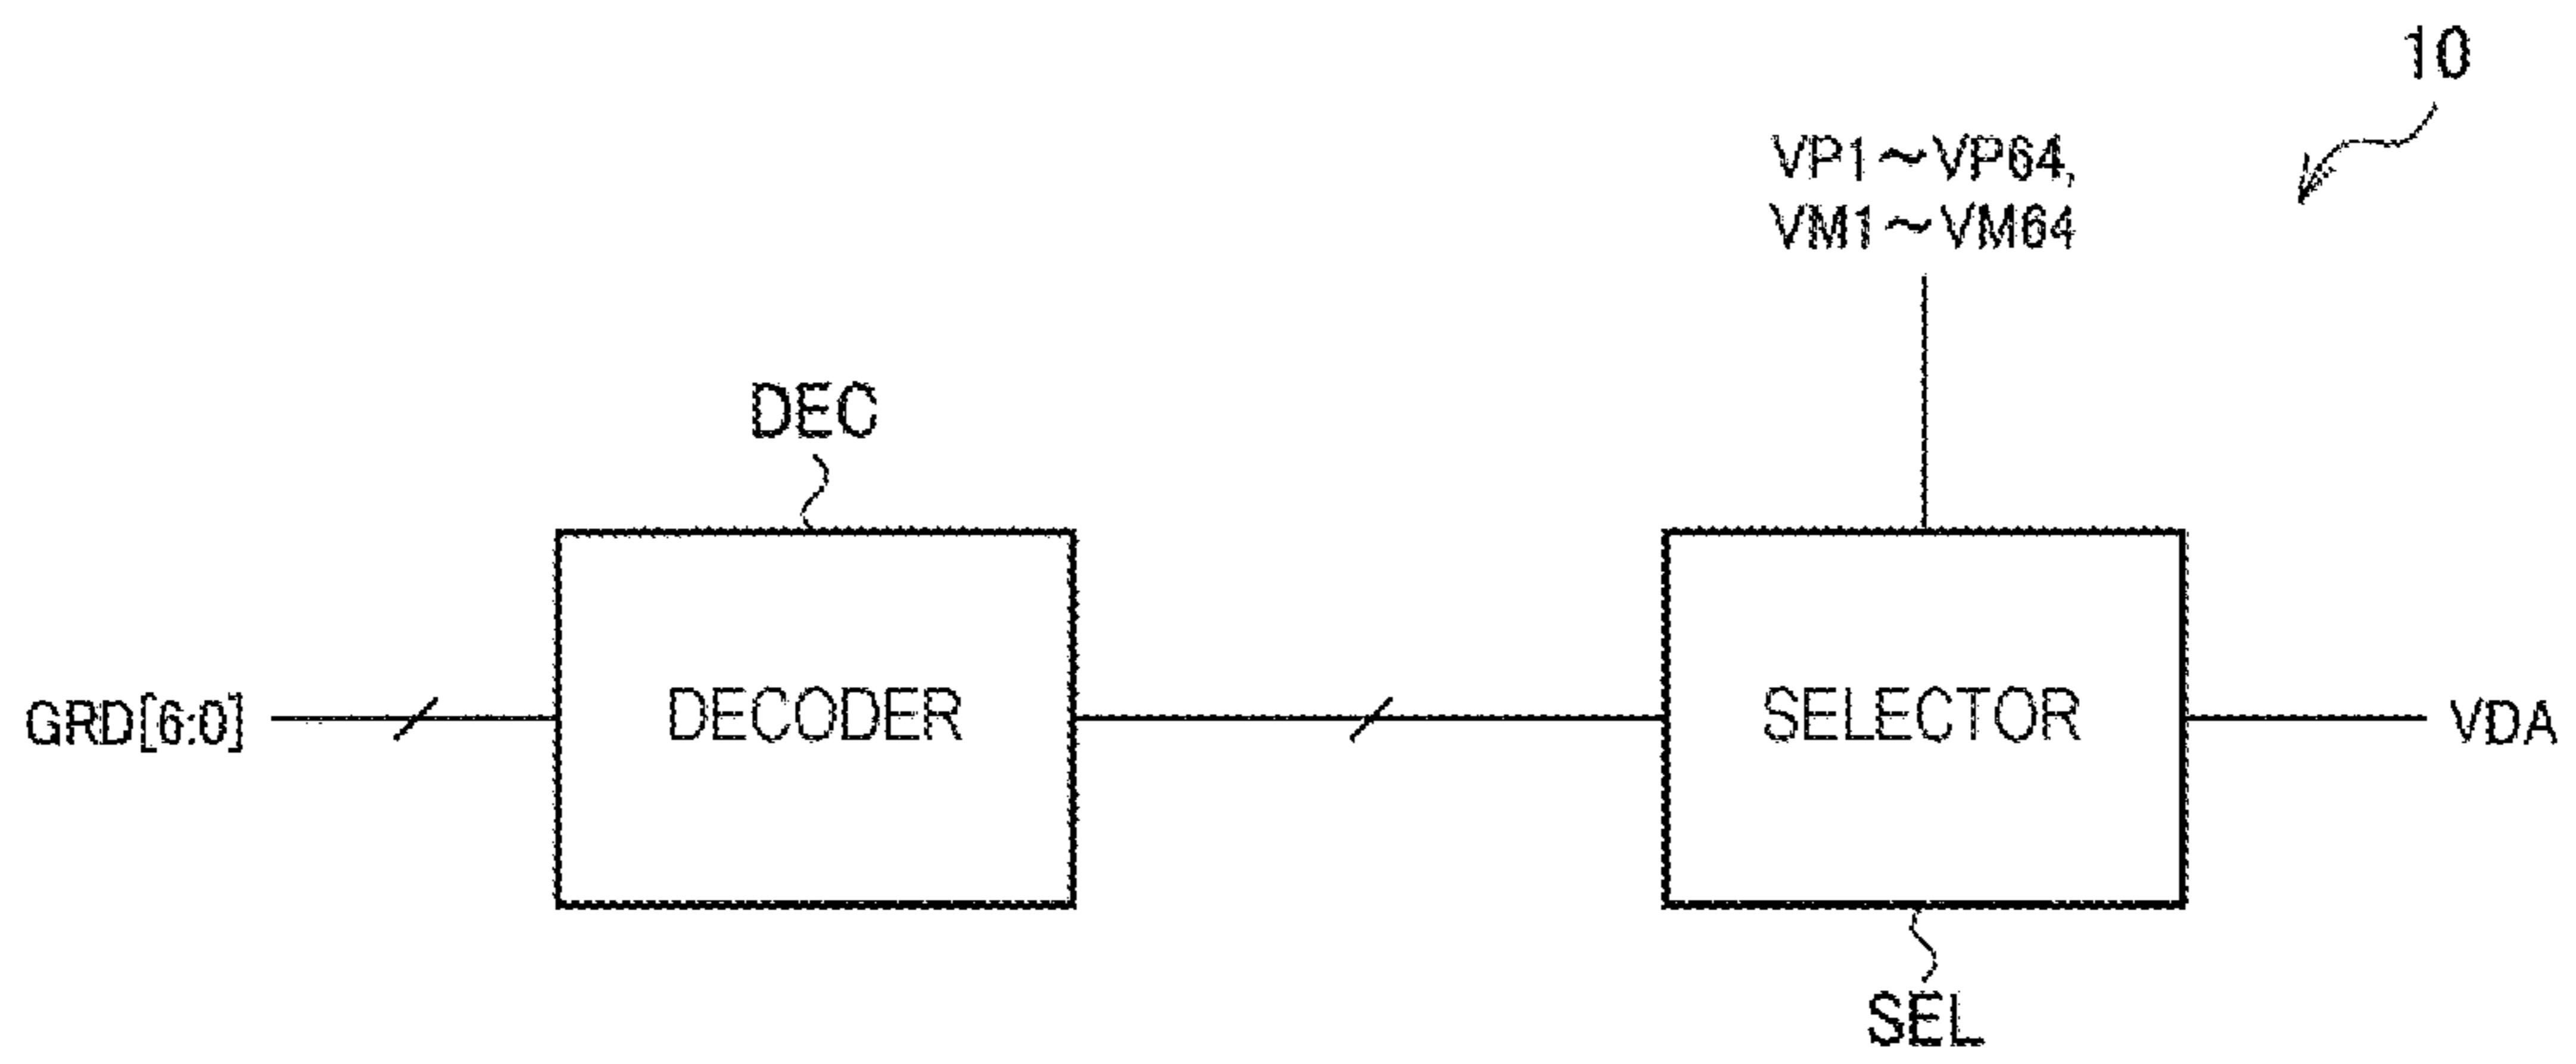 10
VP1～VP64,
VM1～VM64
DEC
GRD[6:0]
DECODER
SELECTOR
VDA
SEL